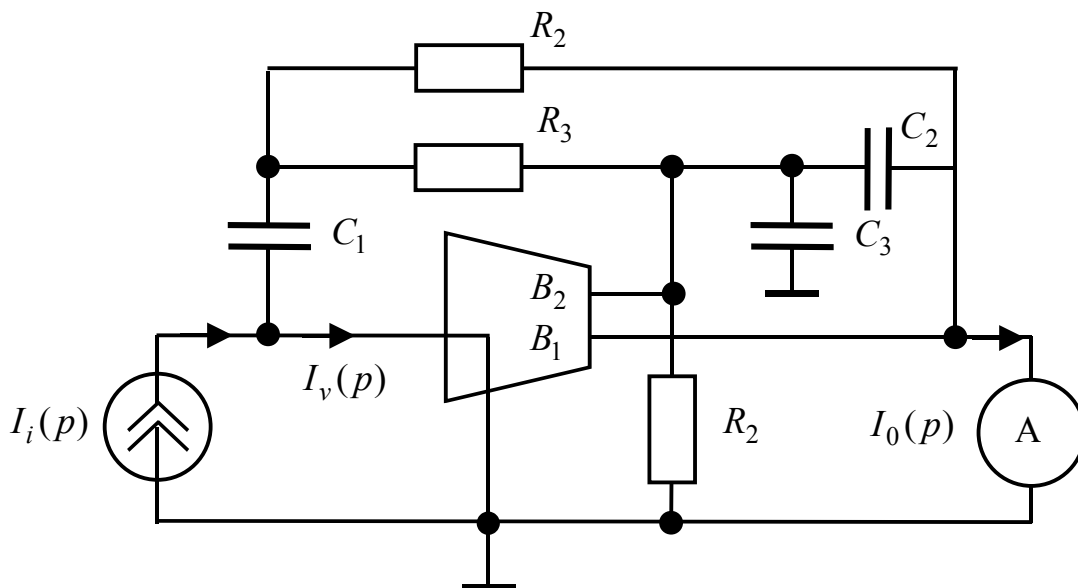 R₂
R₃
C₂
C₁
C₃
B₂
B₁
Iᵥ(p)
Iᵢ(p)
R₂
I₀(p)
A